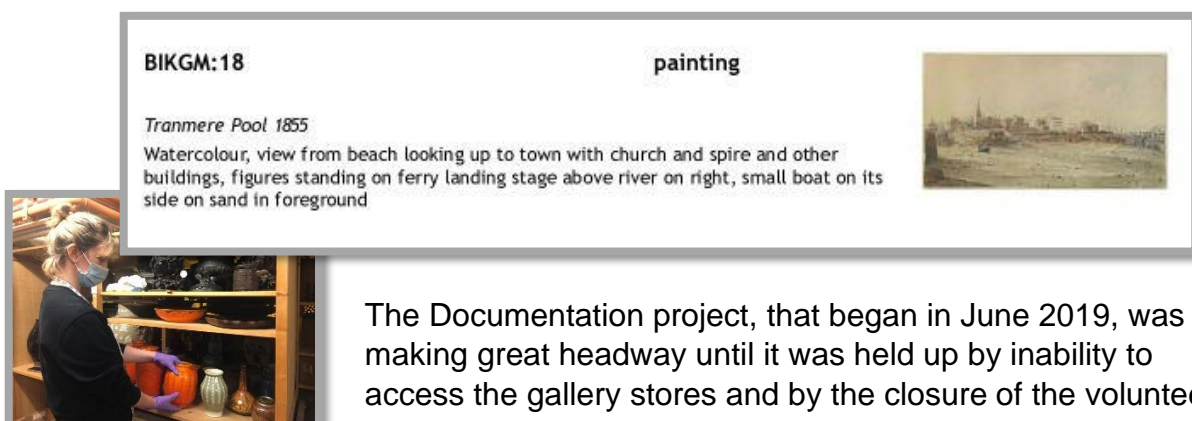 BIKGM:18 painting
Tranmere Pool 1855
Watercolour, view from beach looking up to town with church and spire and other
buildings, figures standing on ferry landing stage above river on right, small boat on its
side on sand in foreground
The Documentation project, that began in June 2019, was
making great headway until it was held up by inability to
access the gallery stores and by the closure of the voluntee